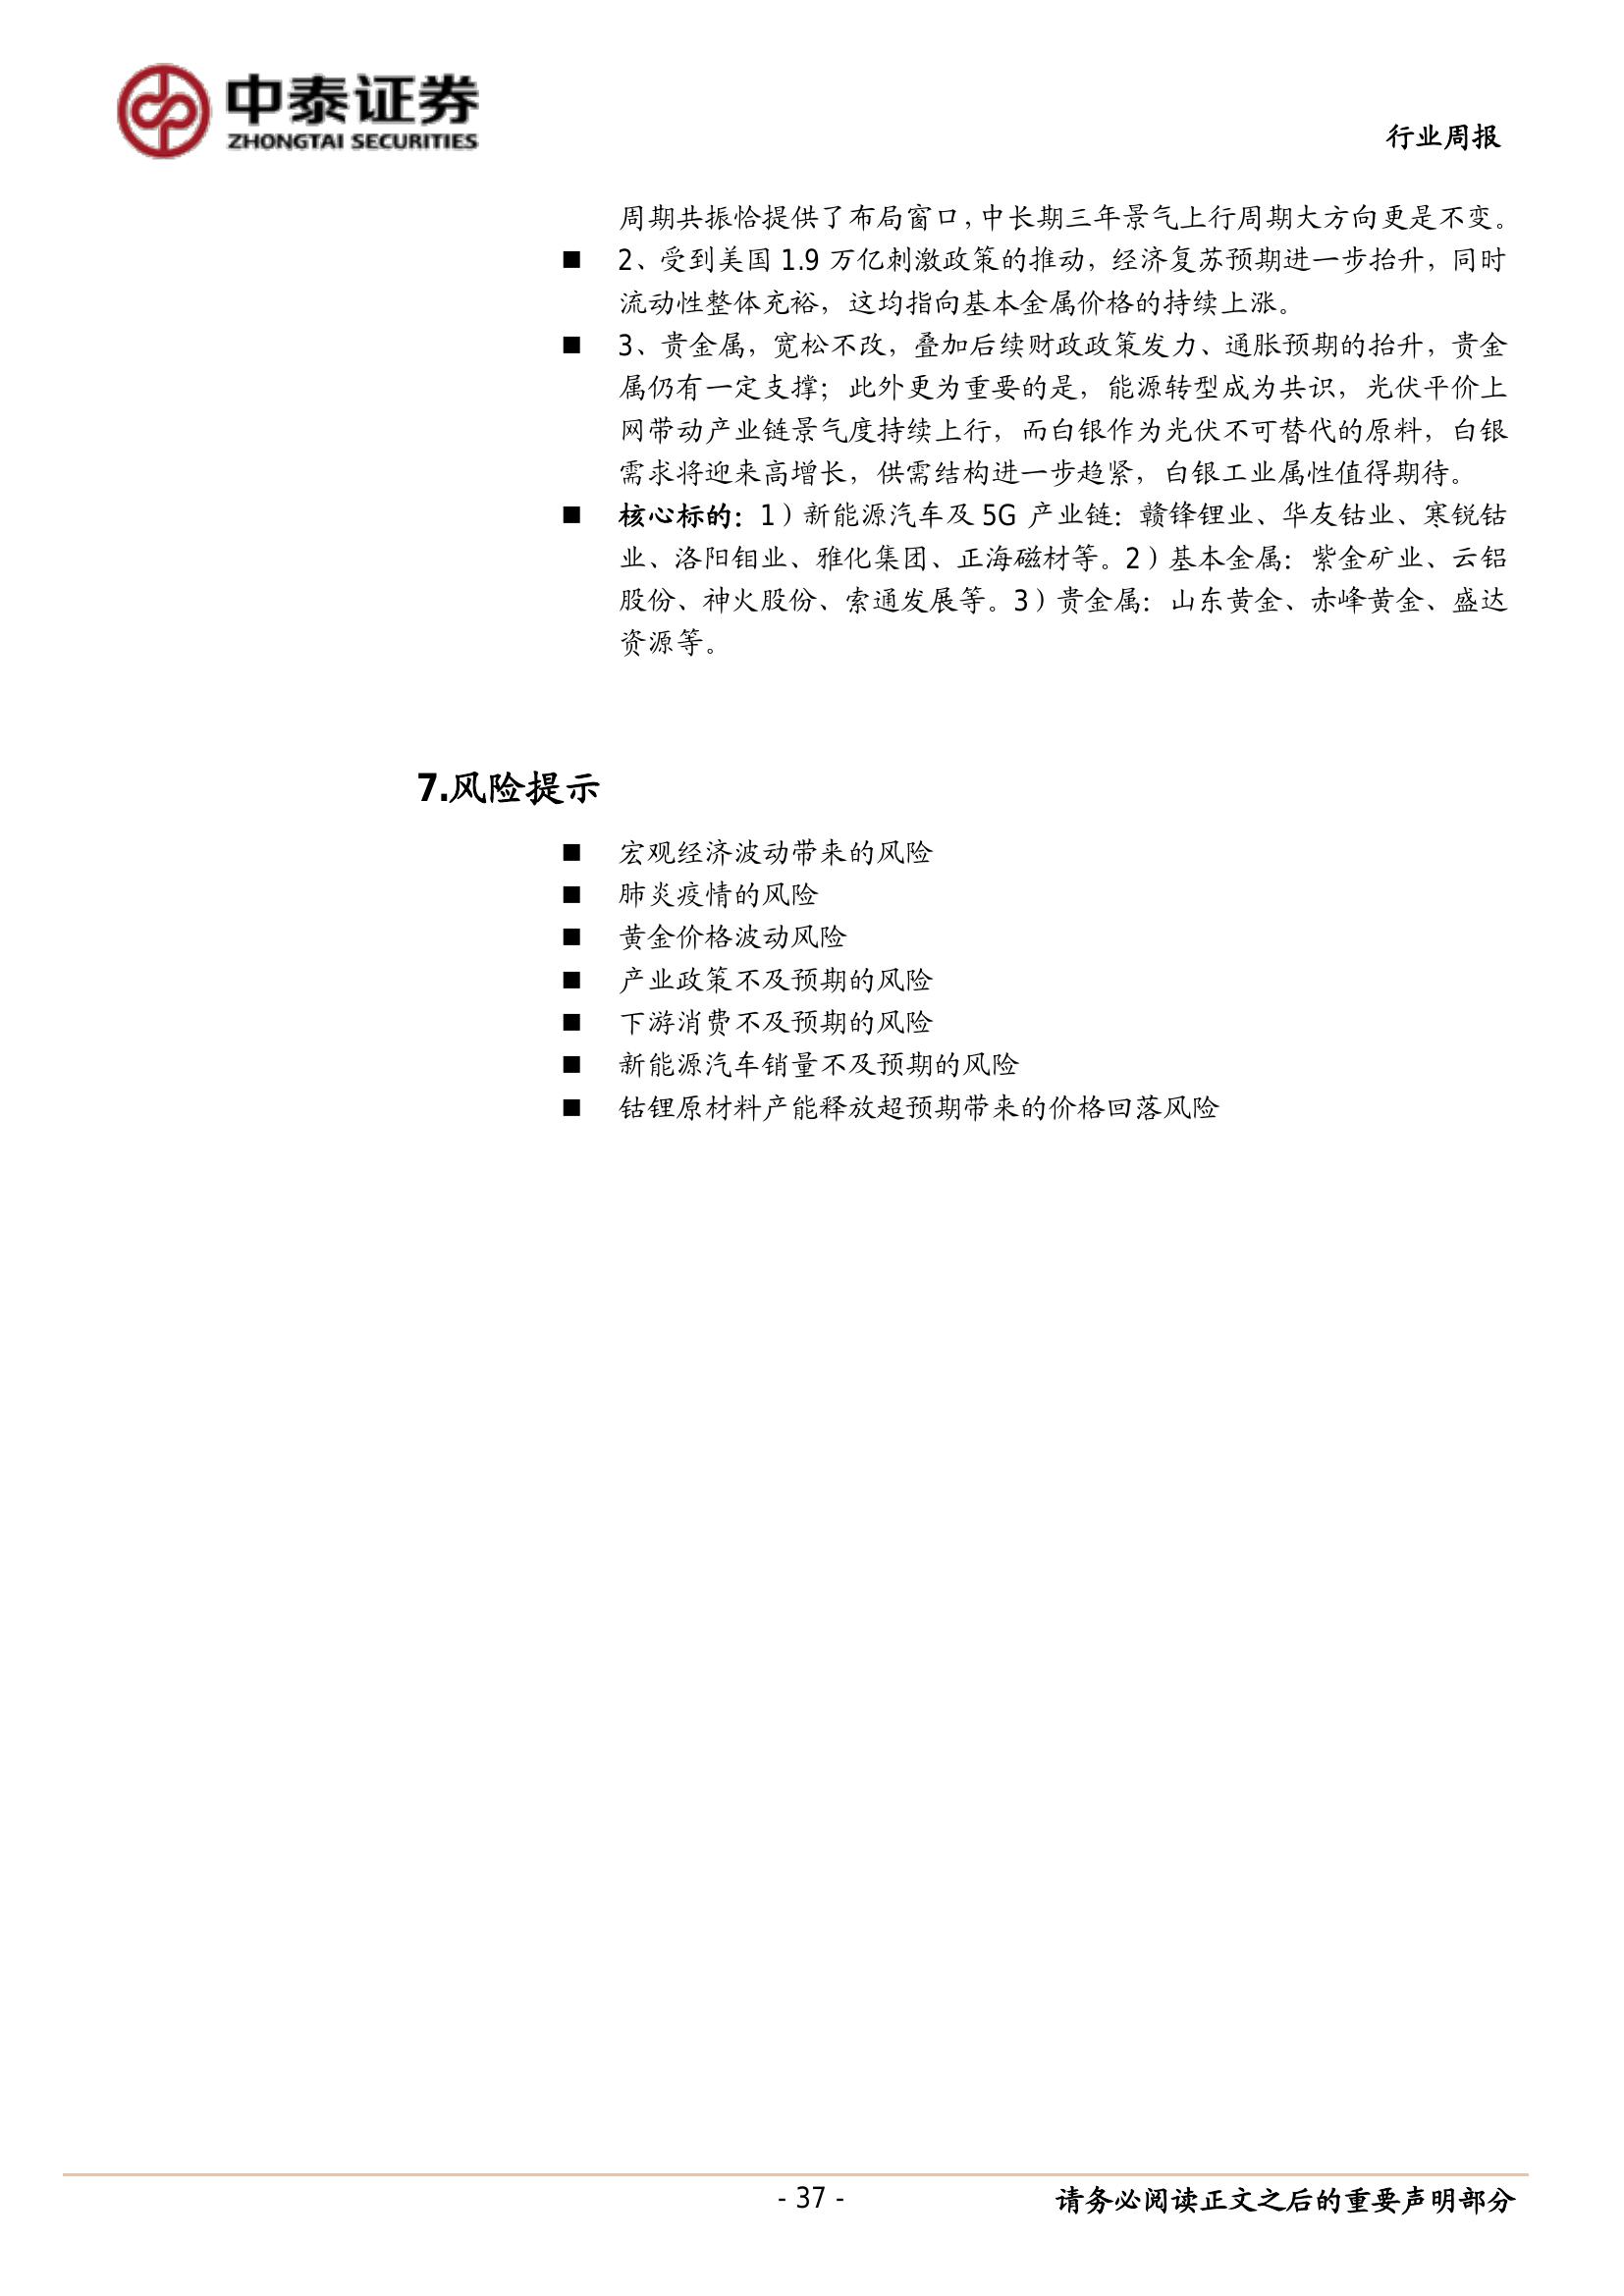 中泰证券
ZHONGTAI SECURITIES
行业周报
周期共振恰提供了布局窗口，中长期三年景气上行周期大方向更是不变。
■ 2、受到美国 1.9 万亿刺激政策的推动，经济复苏预期进一步抬升，同时
流动性整体充裕，这均指向基本金属价格的持续上涨。
■ 3、贵金属，宽松不改，叠加后续财政政策发力、通胀预期的抬升，贵金
属仍有一定支撑；此外更为重要的是，能源转型成为共识，光伏平价上
网带动产业链景气度持续上行，而白银作为光伏不可替代的原料，白银
需求将迎来高增长，供需结构进一步趋紧，白银工业属性值得期待。
■ 核心标的：1）新能源汽车及 5G 产业链：赣锋锂业、华友钴业、寒锐钴
业、洛阳钼业、雅化集团、正海磁材等。2）基本金属：紫金矿业、云铝
股份、神火股份、索通发展等。3）贵金属：山东黄金、赤峰黄金、盛达
资源等。
7.风险提示
■ 宏观经济波动带来的风险
■ 肺炎疫情的风险
■ 黄金价格波动风险
■ 产业政策不及预期的风险
■ 下游消费不及预期的风险
■ 新能源汽车销量不及预期的风险
■ 钴锂原材料产能释放超预期带来的价格回落风险
- 37 -
请务必阅读正文之后的重要声明部分